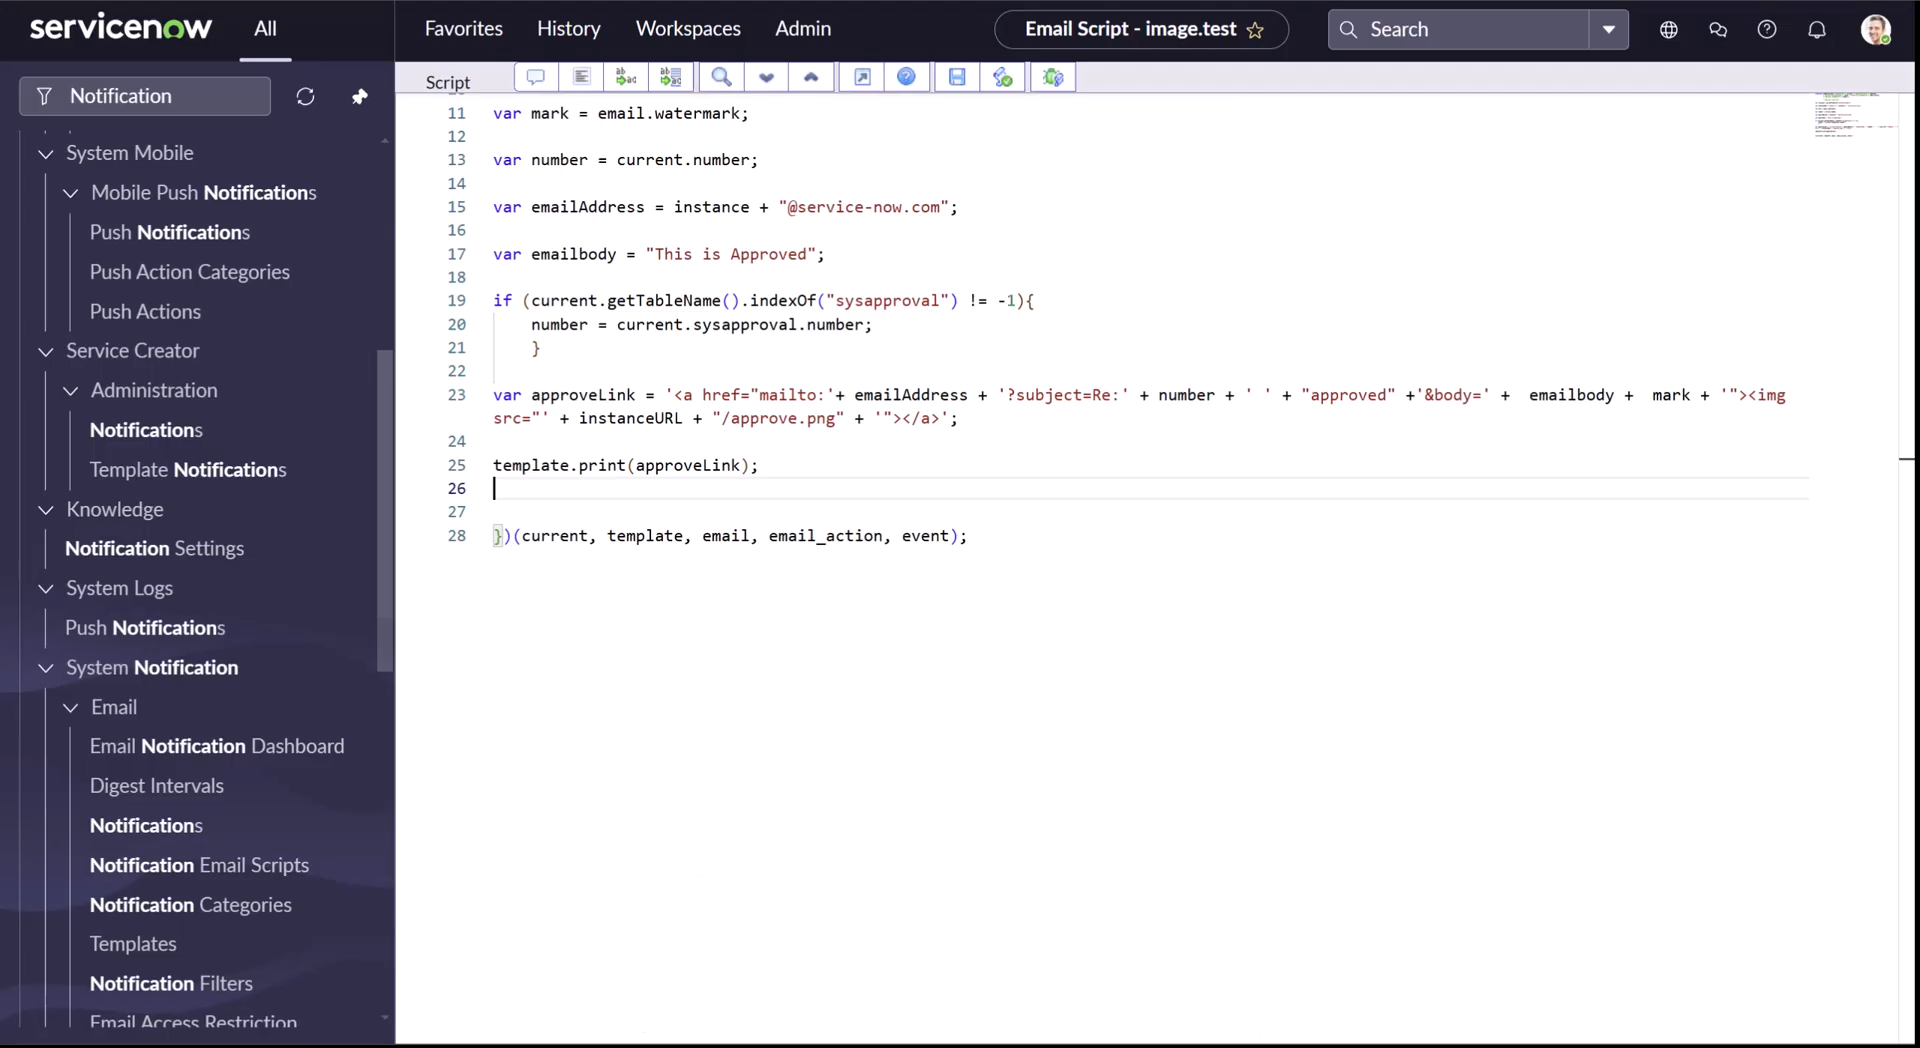 servicenow
All
Favorites
History
Workspaces
Admin
Email Script - image.test
Search
Notification
System Mobile
Mobile Push Notifications
Push Notifications
Push Action Categories
Push Actions
Service Creator
Administration
Notifications
Template Notifications
Knowledge
Notification Settings
System Logs
Push Notifications
System Notification
Email
Email Notification Dashboard
Digest Intervals
Notifications
Notification Email Scripts
Notification Categories
Templates
Notification Filters
Email Access Restriction
Script
11 var mark = email.watermark;
12
13 var number = current.number;
14
15 var emailAddress = instance + "@service-now.com";
16
17 var emailbody = "This is Approved";
18
19 if (current.getTableName().indexOf("sysapproval") != -1){
20 number = current.sysapproval.number;
21 }
22
23 var approveLink = '<a href="mailto:'+ emailAddress + '?subject=Re:' + number + ' ' + "approved" +'&body=' + emailbody + mark + '"><img
src="' + instanceURL + "/approve.png" + '"></a>';
24
25 template.print(approveLink);
26
27
28 })(current, template, email, email_action, event);